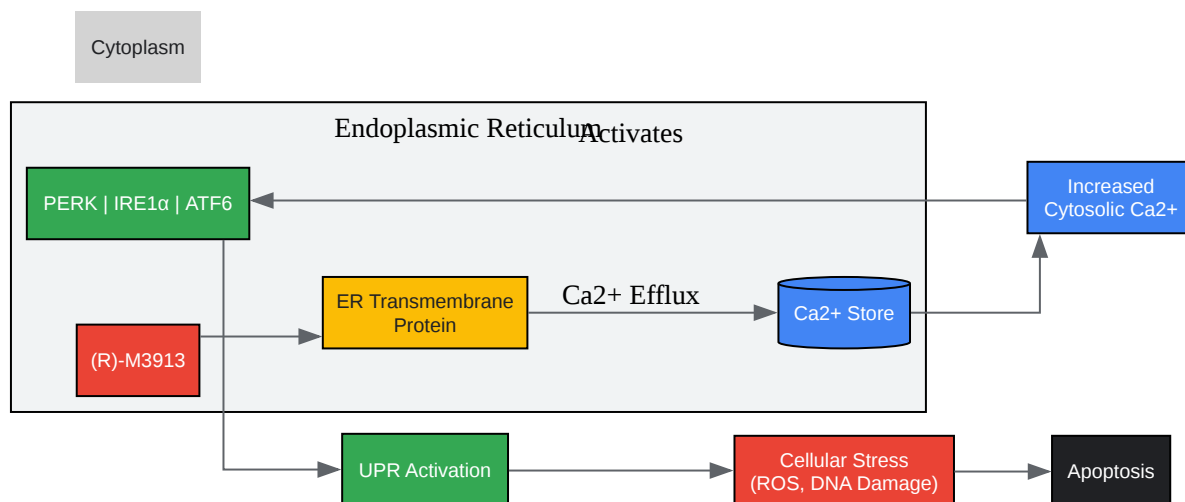 Cytoplasm
Endoplasmic Reticulum
Activates
PERK | IRE1α | ATF6
Increased
Cytosolic Ca2+
ER Transmembrane
Protein
Ca2+ Efflux
Ca2+ Store
(R)-M3913
UPR Activation
Cellular Stress
(ROS, DNA Damage)
Apoptosis